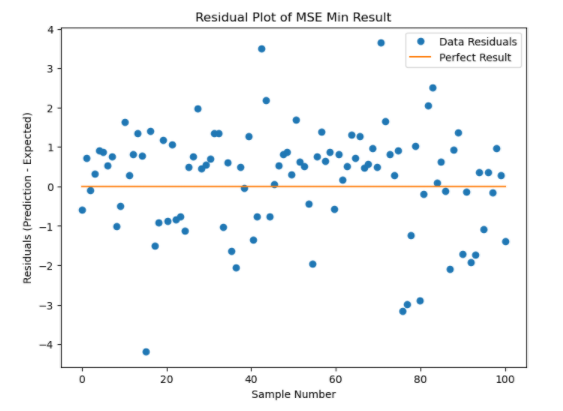 Residual Plot of MSE Min Result
4
3
2
1
0
−1
−2
−3
−4
Residuals (Prediction - Expected)
Data Residuals
Perfect Result
0 20 40 60 80 100
Sample Number